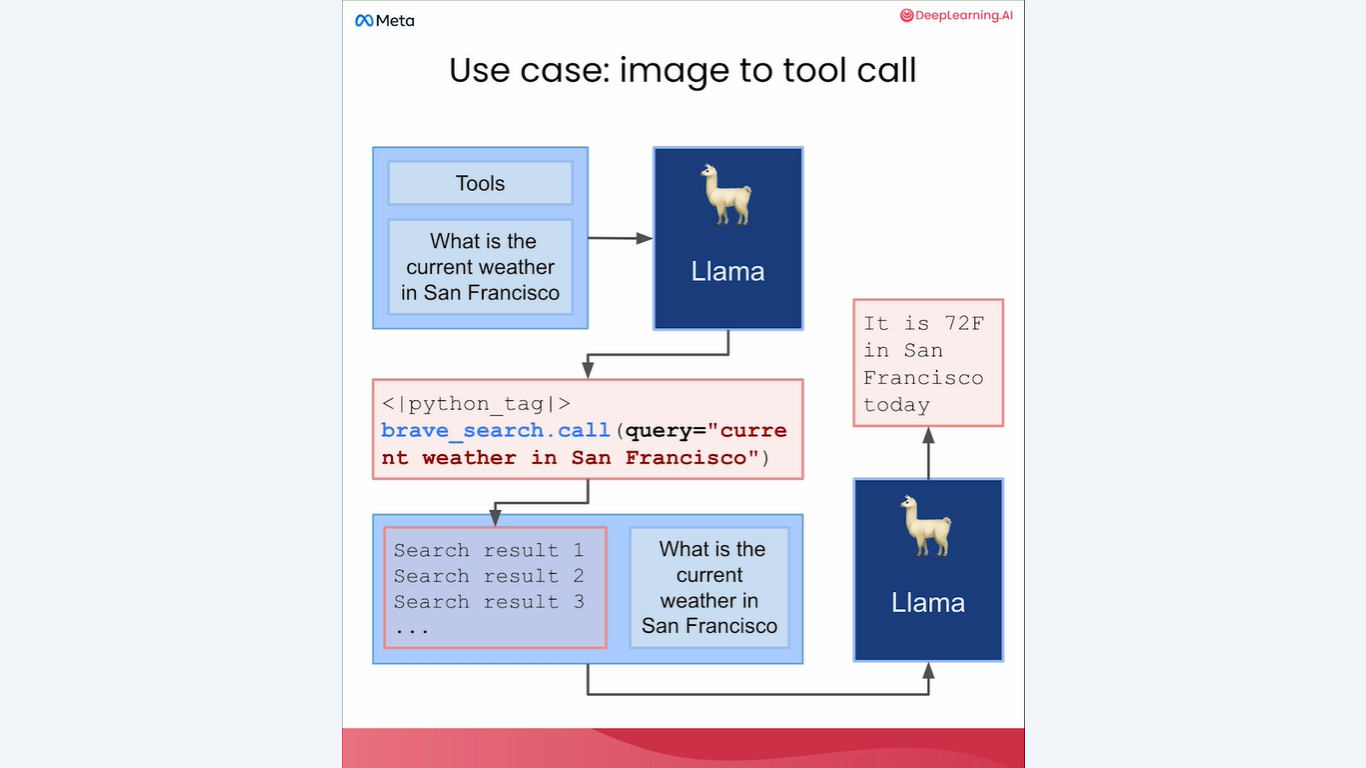 Meta
DeepLearning.AI
Use case: image to tool call
Tools
What is the
current weather
in San Francisco
Llama
<|python_tag|>
brave_search.call(query="curre
nt weather in San Francisco")
Search result 1
Search result 2
Search result 3
...
What is the
current
weather in
San Francisco
Llama
It is 72F
in San
Francisco
today